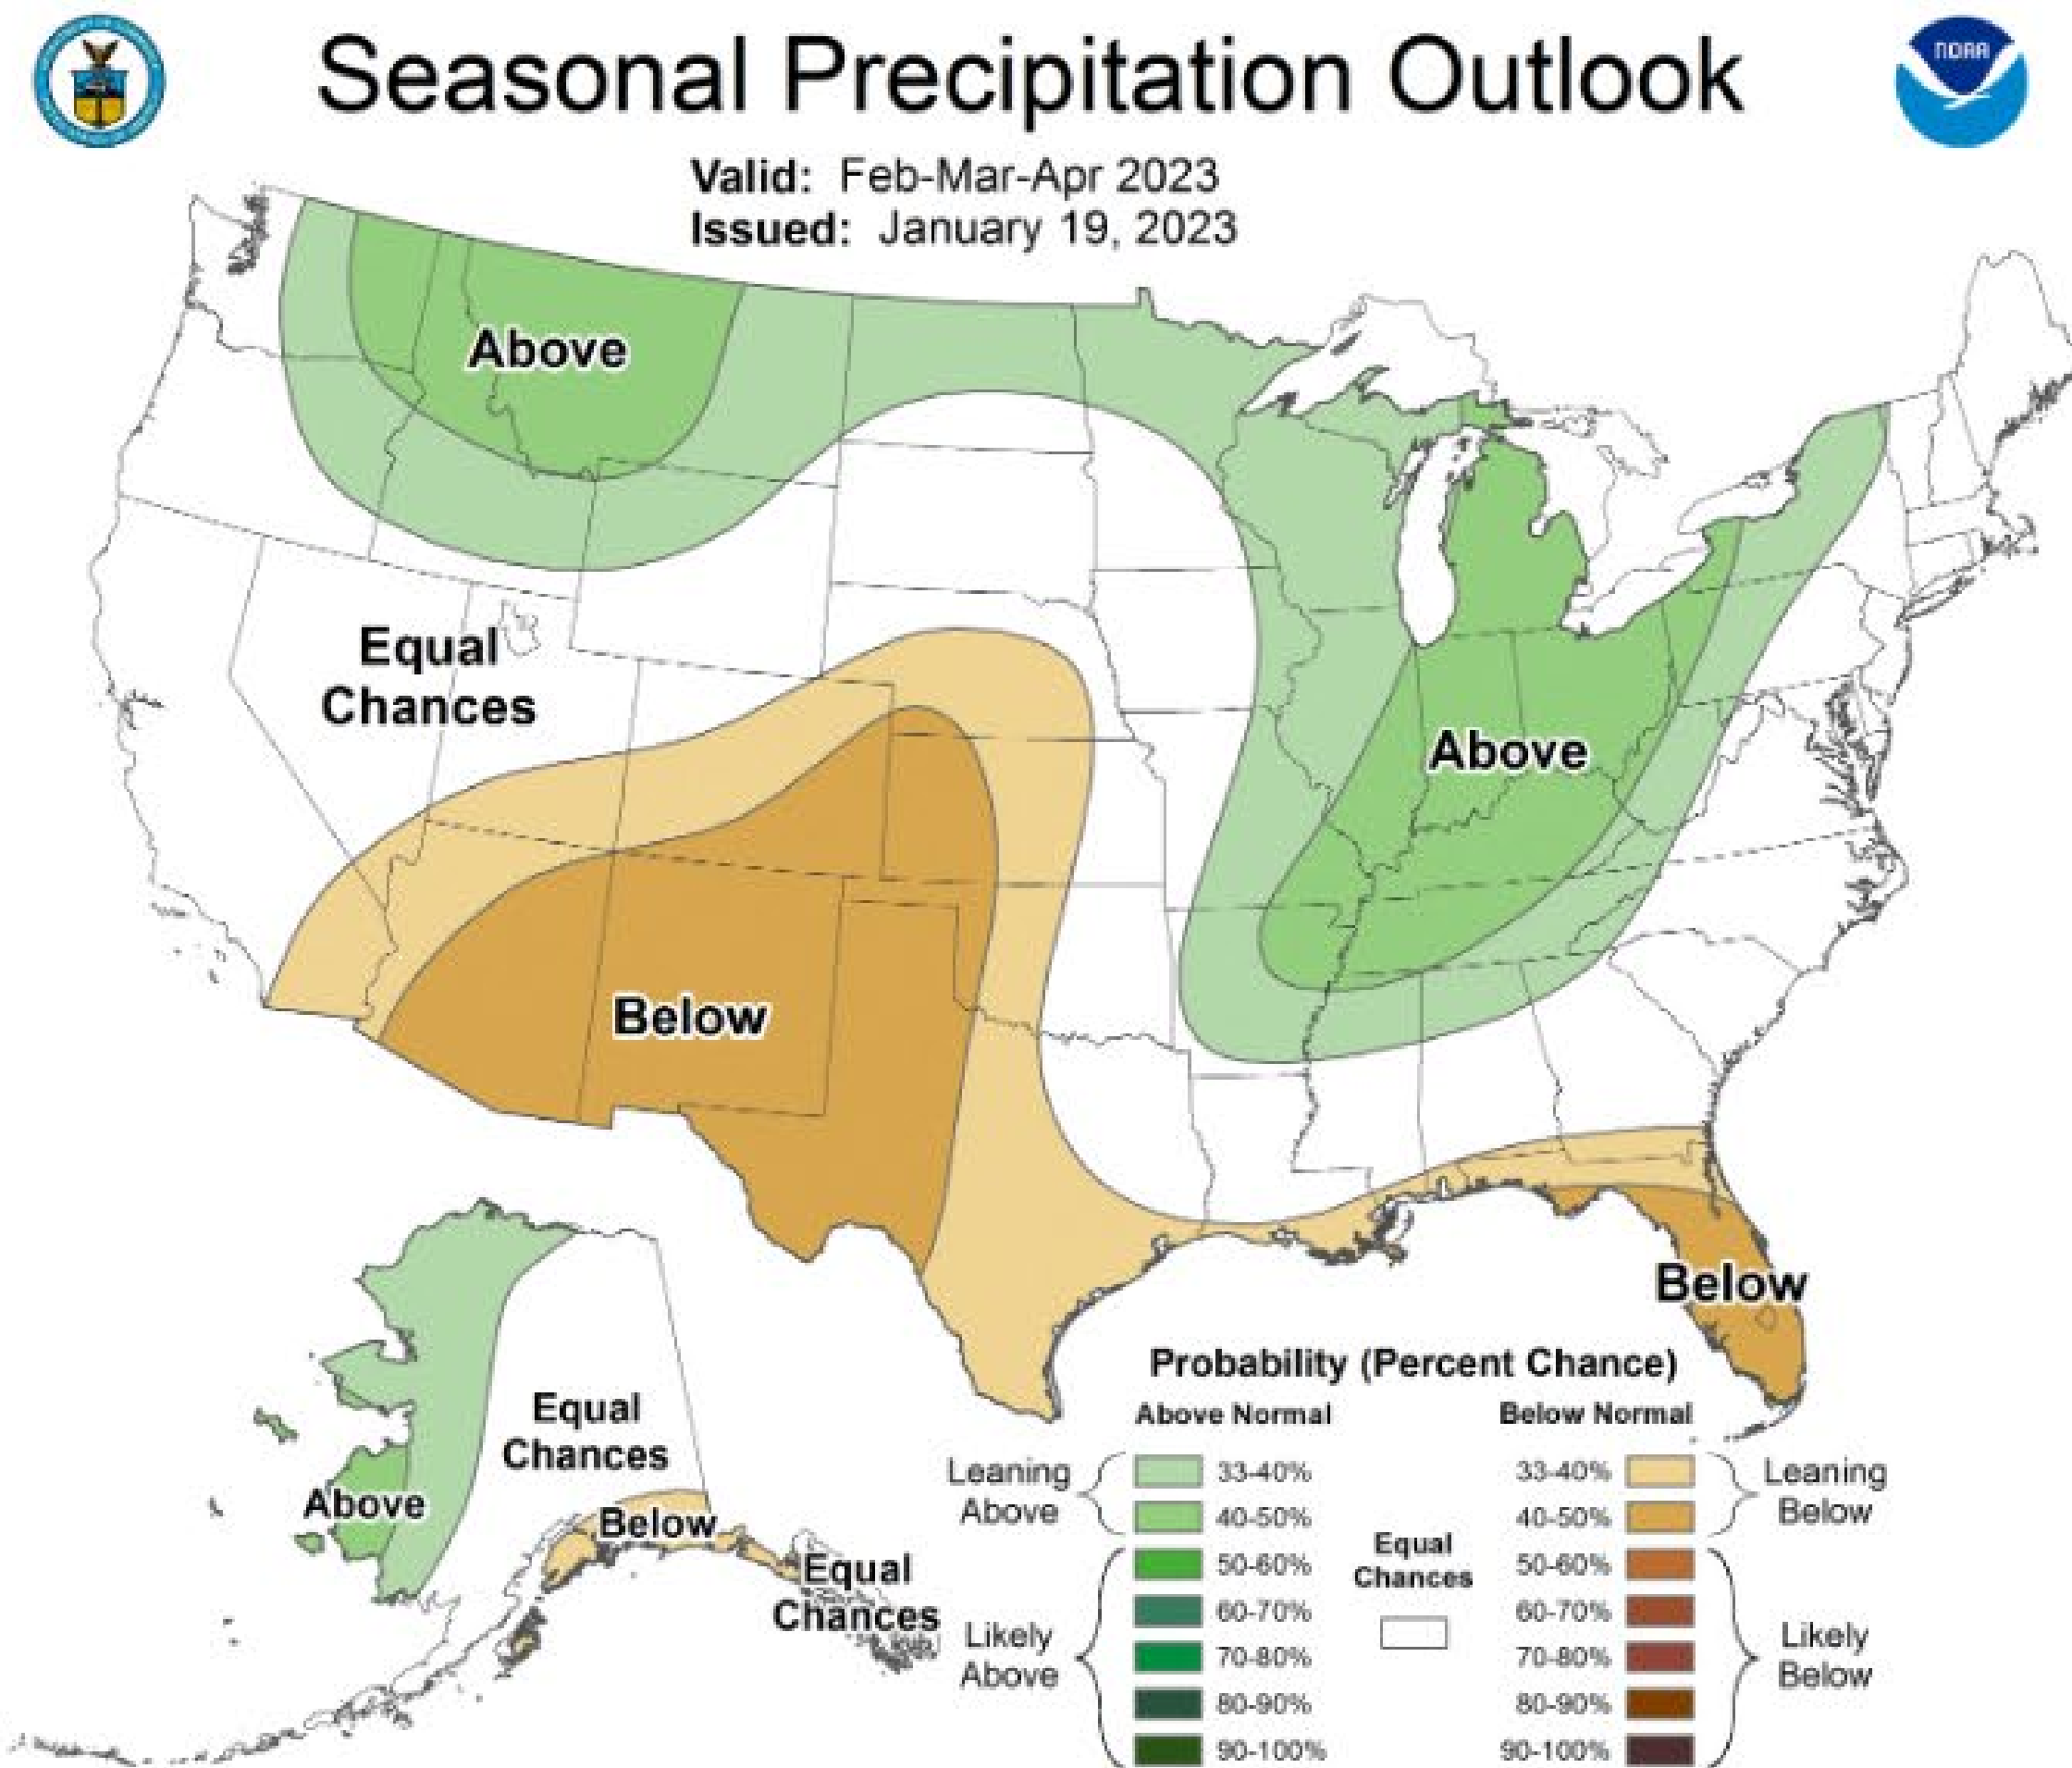 NOAA
Seasonal Precipitation Outlook
Valid: Feb-Mar-Apr 2023
Issued: January 19, 2023
Above
Equal
Chances
Above
Below
Below
Above
Equal
Chances
Below
Equal
Chances
Probability (Percent Chance)
Above Normal
Below Normal
Leaning
Above
33-40%
40-50%
Likely
Above
50-60%
60-70%
70-80%
80-90%
90-100%
Equal
Chances
33-40%
40-50%
Leaning
Below
50-60%
60-70%
70-80%
80-90%
90-100%
Likely
Below